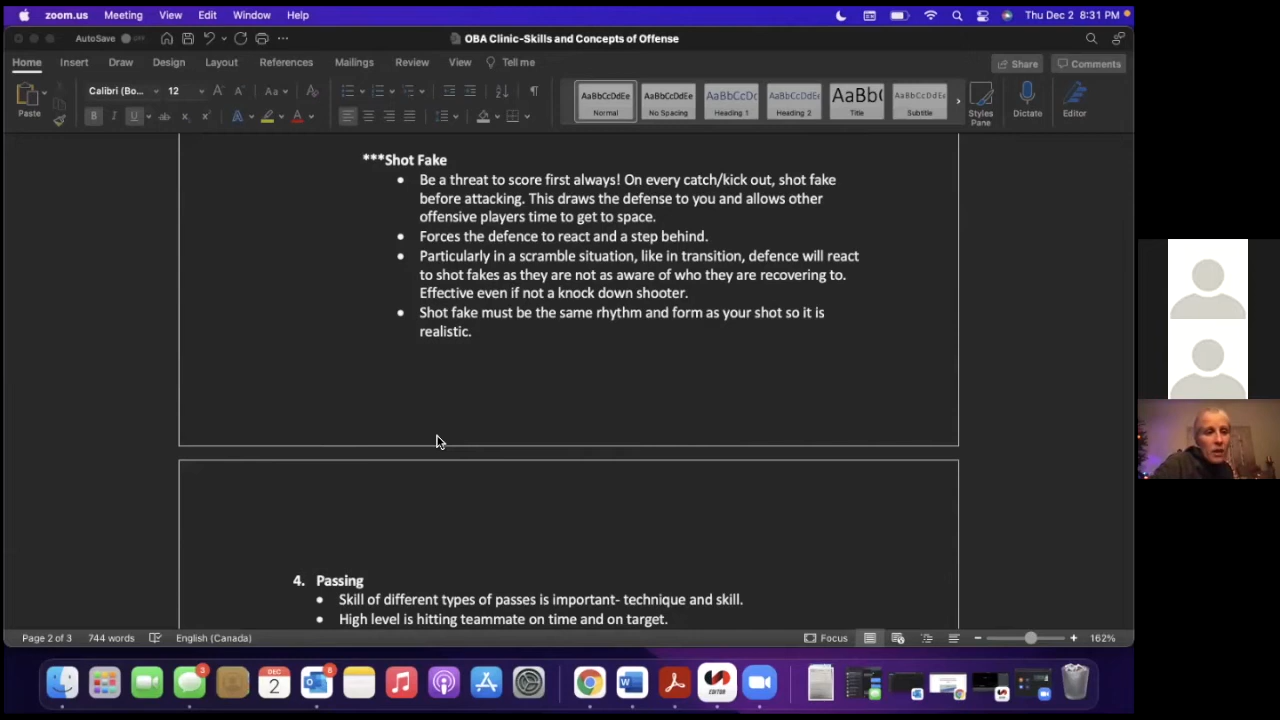 zoom.us Meeting View Edit Window Help Thu Dec 2 8:31 PM
AutoSave OFF OBA Clinic-Skills and Concepts of Offense
Home Insert Draw Design Layout References Mailings Review View Tell me Share Comments
Paste Calibri (Bo... 12 Aa
AaBbCcDdEe AaBbCcDdEe AaBbCcDc AaBbCcDdEe AaBb( AaBbCcDdEe
Normal No Spacing Heading 1 Heading 2 Title Subtitle Styles Pane Dictate Editor
***Shot Fake
• Be a threat to score first always! On every catch/kick out, shot fake
before attacking. This draws the defense to you and allows other
offensive players time to get to space.
• Forces the defence to react and a step behind.
• Particularly in a scramble situation, like in transition, defence will react
to shot fakes as they are not as aware of who they are recovering to.
Effective even if not a knock down shooter.
• Shot fake must be the same rhythm and form as your shot so it is
realistic.
4. Passing
• Skill of different types of passes is important- technique and skill.
• High level is hitting teammate on time and on target.
Page 2 of 3 744 words English (Canada) Focus 162%
3 DEC 2 6 EDITOR